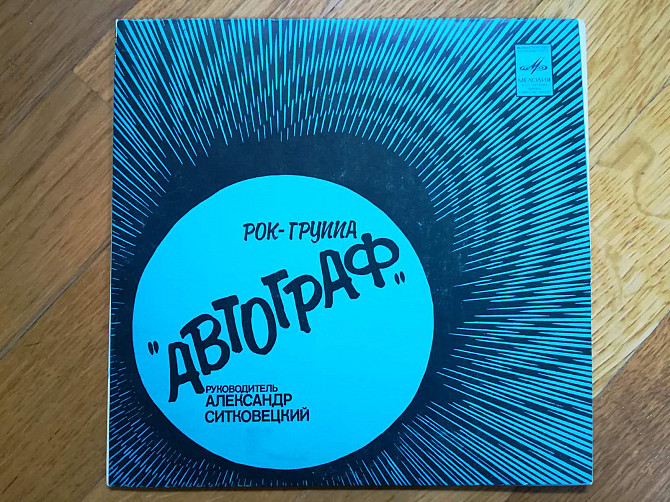 МЕЛОДИЯ
РОК-ГРУППА
"АВТОГРАФ"
РУКОВОДИТЕЛЬ
АЛЕКСАНДР
СИТКОВЕЦКИЙ